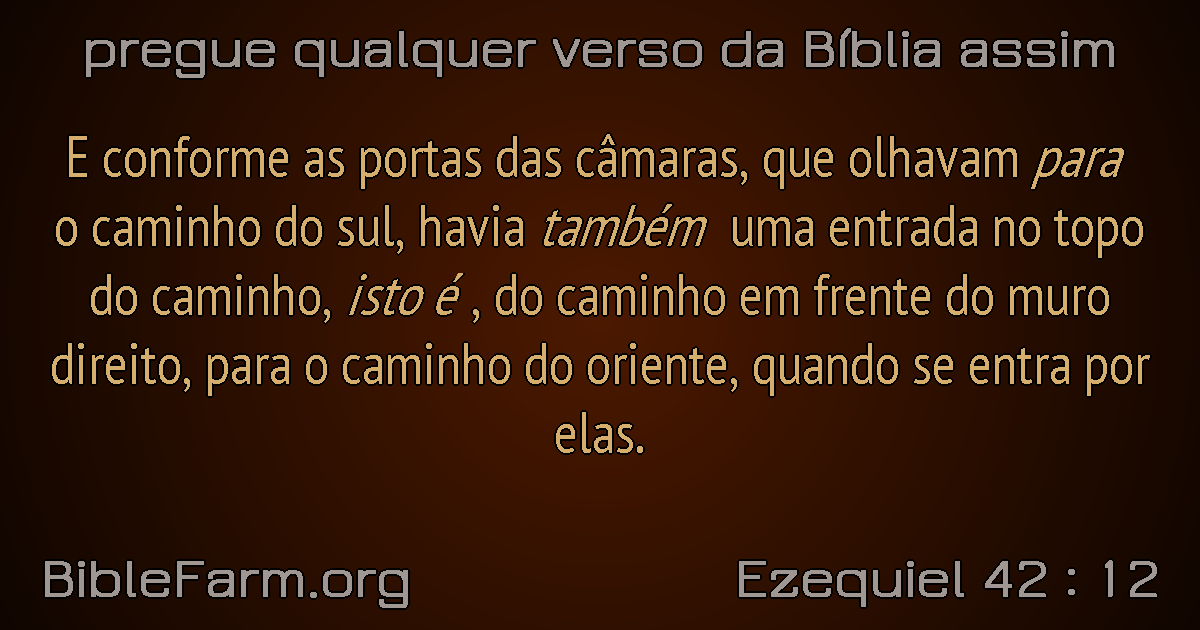 pregue qualquer verso da Bíblia assim
E conforme as portas das câmaras, que olhavam para
o caminho do sul, havia também uma entrada no topo
do caminho, isto é , do caminho em frente do muro
direito, para o caminho do oriente, quando se entra por
elas.
BibleFarm.org
Ezequiel 42 : 12